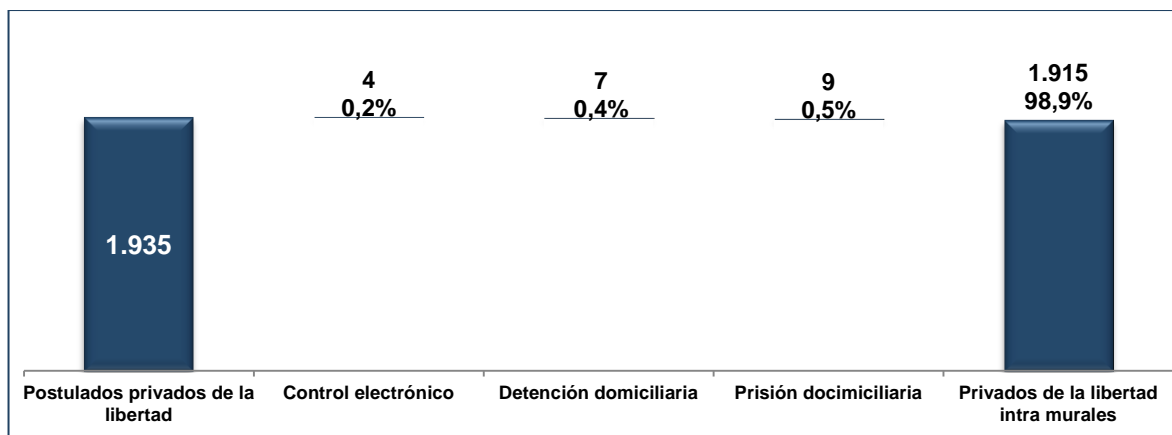 4
0,2%
7
0,4%
9
0,5%
1.915
98,9%
1.935
Postulados privados de la
libertad
Control electrónico
Detención domiciliaria
Prisión docimiciliaria
Privados de la libertad
intra murales